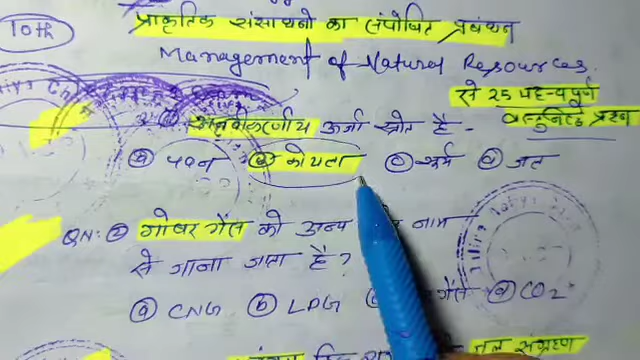 10th
प्राकृतिक संसाधनो का संपोषित प्रबंधन
Management of Natural Resources.
से 25 महत्वपूर्ण
वस्तुनिष्ठ प्रश्न
अनवीकरणीय ऊर्जा स्रोत है -
(a) पवन (b) कोयला (c) सूर्य (d) जल
QN: (2) गोबर गैस को अन्य नाम
से जाना जाता है?
(a) CNG (b) LPG गैस (d) CO2
जल संग्रहण